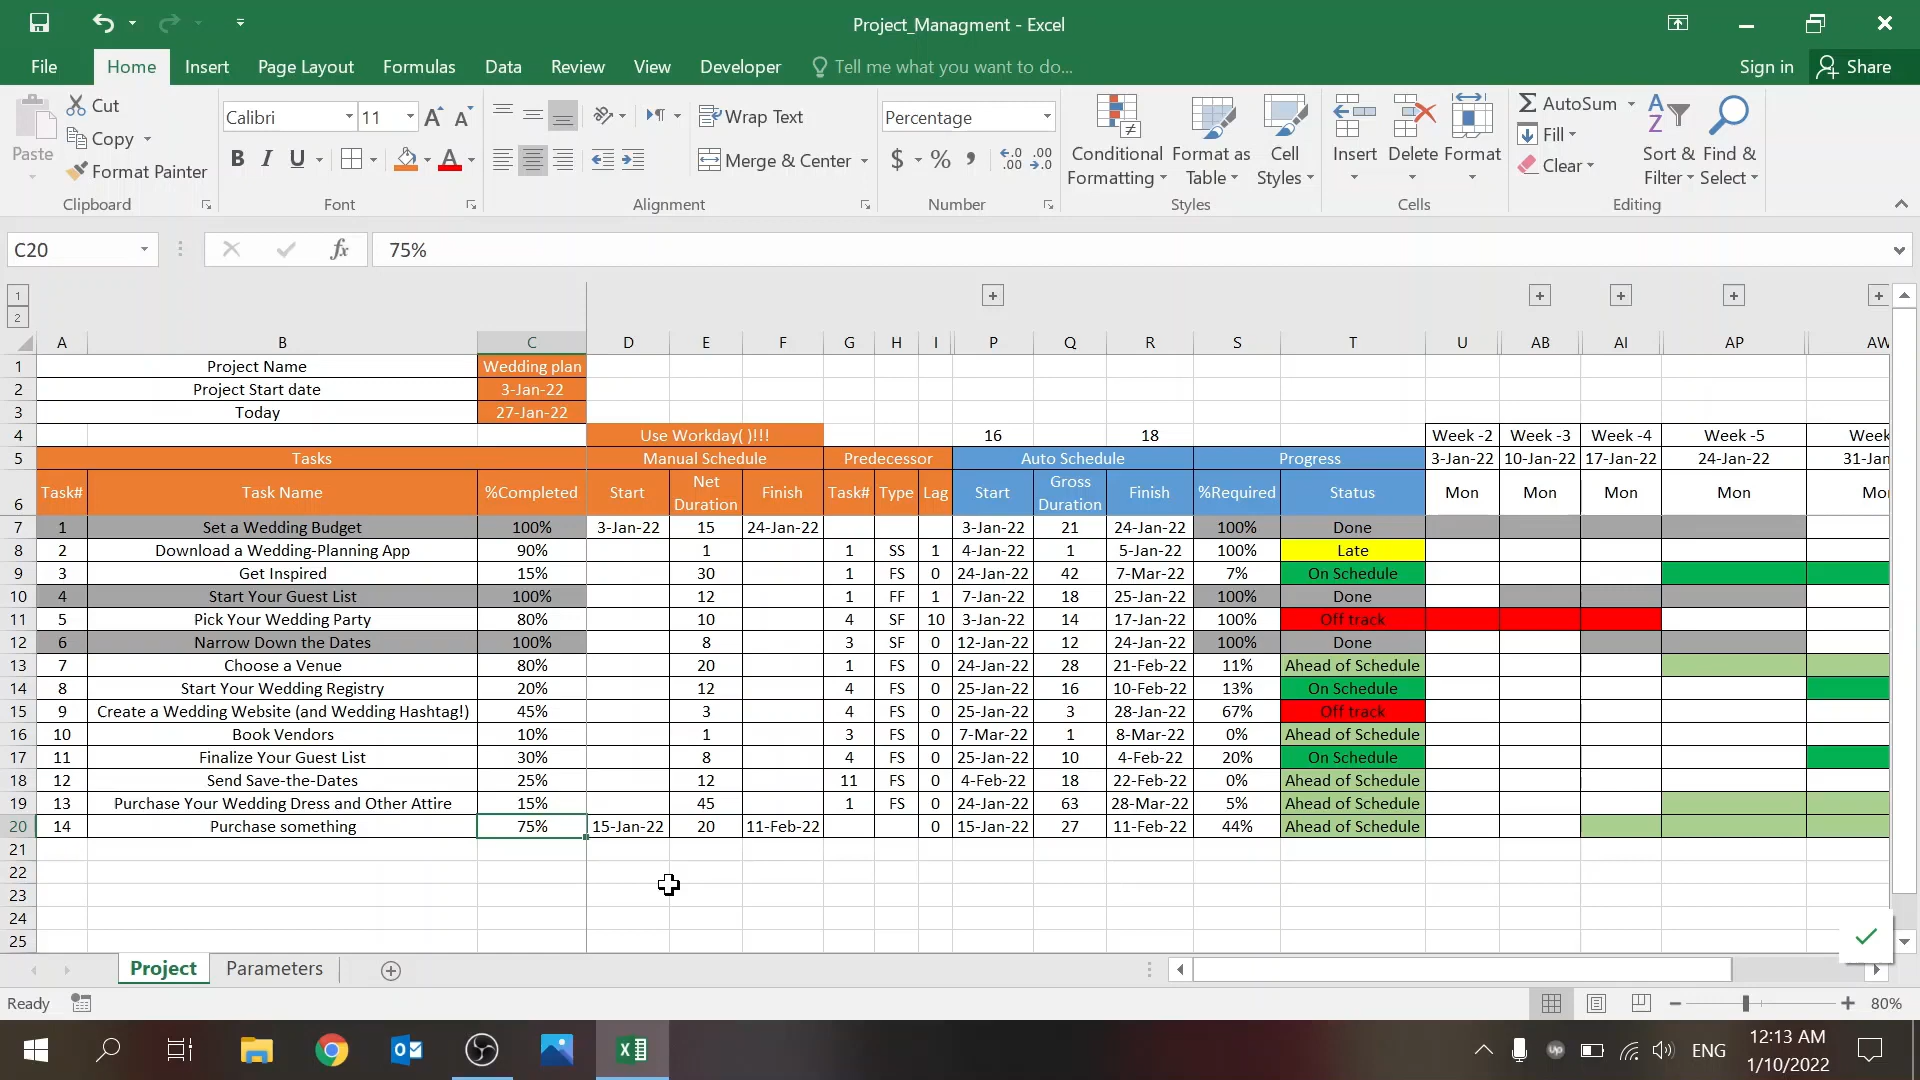 Project_Managment - Excel
File Home Insert Page Layout Formulas Data Review View Developer Tell me what you want to do... Sign in Share
Paste Cut Copy Format Painter Clipboard
Calibri 11 A A B I U A Font
Wrap Text Merge & Center Alignment
Percentage $ % , .0 .00 .00 .0 Number
Conditional Formatting Format as Table Cell Styles Styles
Insert Delete Format Cells
AutoSum Fill Clear Sort & Filter Find & Select Editing
C20 fx 75%
1
2
A B C D E F G H I P Q R S T U AB AI AP AW
1 Project Name Wedding plan
2 Project Start date 3-Jan-22
3 Today 27-Jan-22
4 Use Workday( )!!! 16 18 Week -2 Week -3 Week -4 Week -5 Week
5 Tasks Manual Schedule Predecessor Auto Schedule Progress 3-Jan-22 10-Jan-22 17-Jan-22 24-Jan-22 31-Jan
6 Task# Task Name %Completed Start Net Duration Finish Task# Type Lag Start Gross Duration Finish %Required Status Mon Mon Mon Mon Mo
7 1 Set a Wedding Budget 100% 3-Jan-22 15 24-Jan-22 3-Jan-22 21 24-Jan-22 100% Done
8 2 Download a Wedding-Planning App 90% 1 1 SS 1 4-Jan-22 1 5-Jan-22 100% Late
9 3 Get Inspired 15% 30 1 FS 0 24-Jan-22 42 7-Mar-22 7% On Schedule
10 4 Start Your Guest List 100% 12 1 FF 1 7-Jan-22 18 25-Jan-22 100% Done
11 5 Pick Your Wedding Party 80% 10 4 SF 10 3-Jan-22 14 17-Jan-22 100% Off track
12 6 Narrow Down the Dates 100% 8 3 SF 0 12-Jan-22 12 24-Jan-22 100% Done
13 7 Choose a Venue 80% 20 1 FS 0 24-Jan-22 28 21-Feb-22 11% Ahead of Schedule
14 8 Start Your Wedding Registry 20% 12 4 FS 0 25-Jan-22 16 10-Feb-22 13% On Schedule
15 9 Create a Wedding Website (and Wedding Hashtag!) 45% 3 4 FS 0 25-Jan-22 3 28-Jan-22 67% Off track
16 10 Book Vendors 10% 1 3 FS 0 7-Mar-22 1 8-Mar-22 0% Ahead of Schedule
17 11 Finalize Your Guest List 30% 8 4 FS 0 25-Jan-22 10 4-Feb-22 20% On Schedule
18 12 Send Save-the-Dates 25% 12 11 FS 0 4-Feb-22 18 22-Feb-22 0% Ahead of Schedule
19 13 Purchase Your Wedding Dress and Other Attire 15% 45 1 FS 0 24-Jan-22 63 28-Mar-22 5% Ahead of Schedule
20 14 Purchase something 75% 15-Jan-22 20 11-Feb-22 0 15-Jan-22 27 11-Feb-22 44% Ahead of Schedule
21
22
23
24
25
Project Parameters
Ready 80%
ENG 12:13 AM
1/10/2022